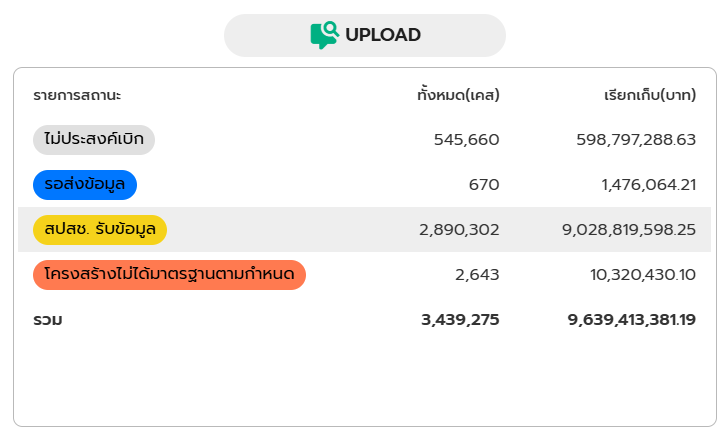 UPLOAD
รายการสถานะ ทั้งหมด(เคส) เรียกเก็บ(บาท)
ไม่ประสงค์เบิก 545,660 598,797,288.63
รอส่งข้อมูล 670 1,476,064.21
สปสช. รับข้อมูล 2,890,302 9,028,819,598.25
โครงสร้างไม่ได้มาตรฐานตามกำหนด 2,643 10,320,430.10
รวม 3,439,275 9,639,413,381.19